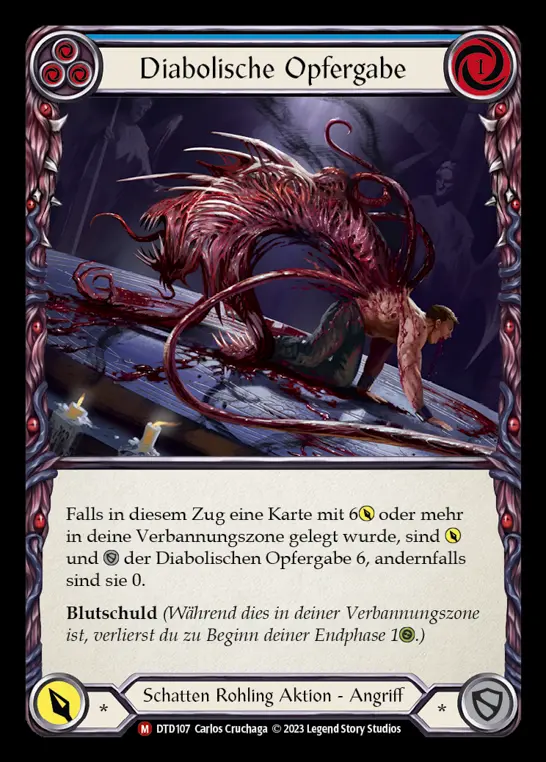 Diabolische Opfergabe
1
Falls in diesem Zug eine Karte mit 6 oder mehr
in deine Verbannungszone gelegt wurde, sind
und der Diabolischen Opfergabe 6, andernfalls
sind sie 0.
Blutschuld (Während dies in deiner Verbannungszone
ist, verlierst du zu Beginn deiner Endphase 1.)
* Schatten Rohling Aktion - Angriff *
M DTD107 Carlos Cruchaga © 2023 Legend Story Studios